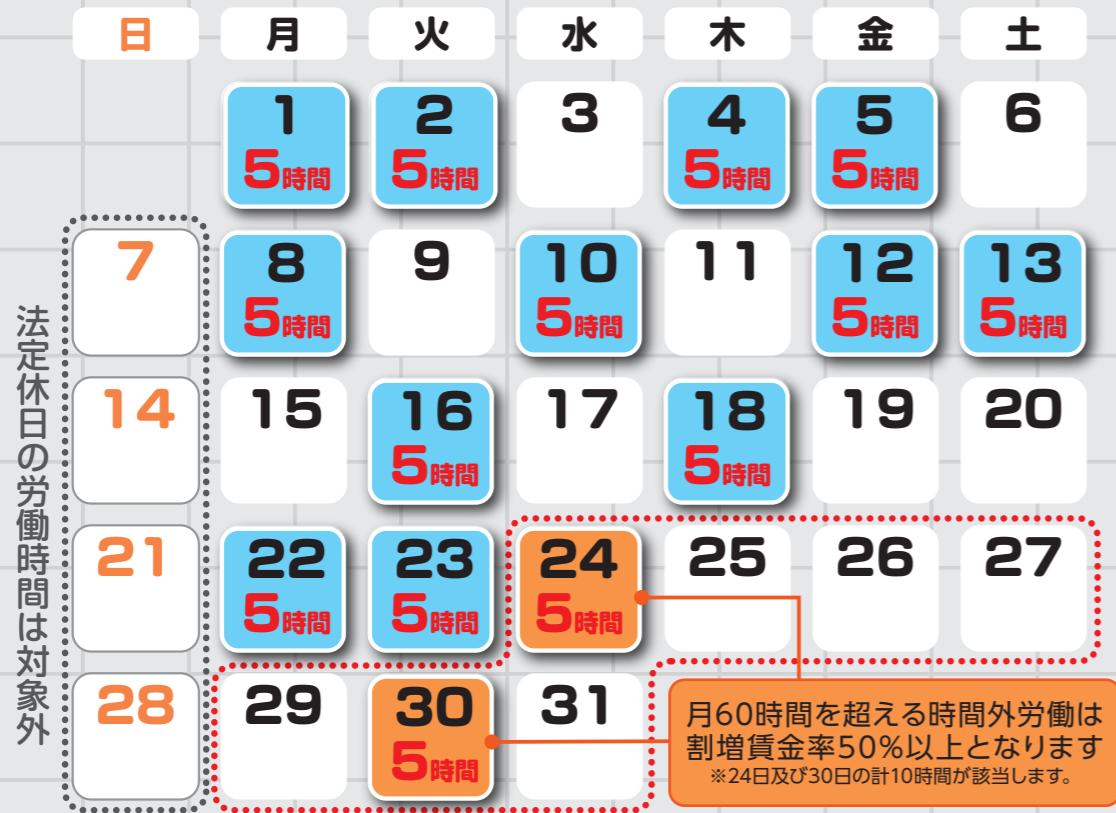 日 月 火 水 木 金 土
1 2 3 4 5 6
5時間 5時間 5時間 5時間
7 8 9 10 11 12 13
5時間 5時間 5時間 5時間
14 15 16 17 18 19 20
5時間 5時間
21 22 23 24 25 26 27
5時間 5時間 5時間
28 29 30 31
5時間
法定休日の労働時間は対象外
月60時間を超える時間外労働は
割増賃金率50%以上となります
※24日及び30日の計10時間が該当します。